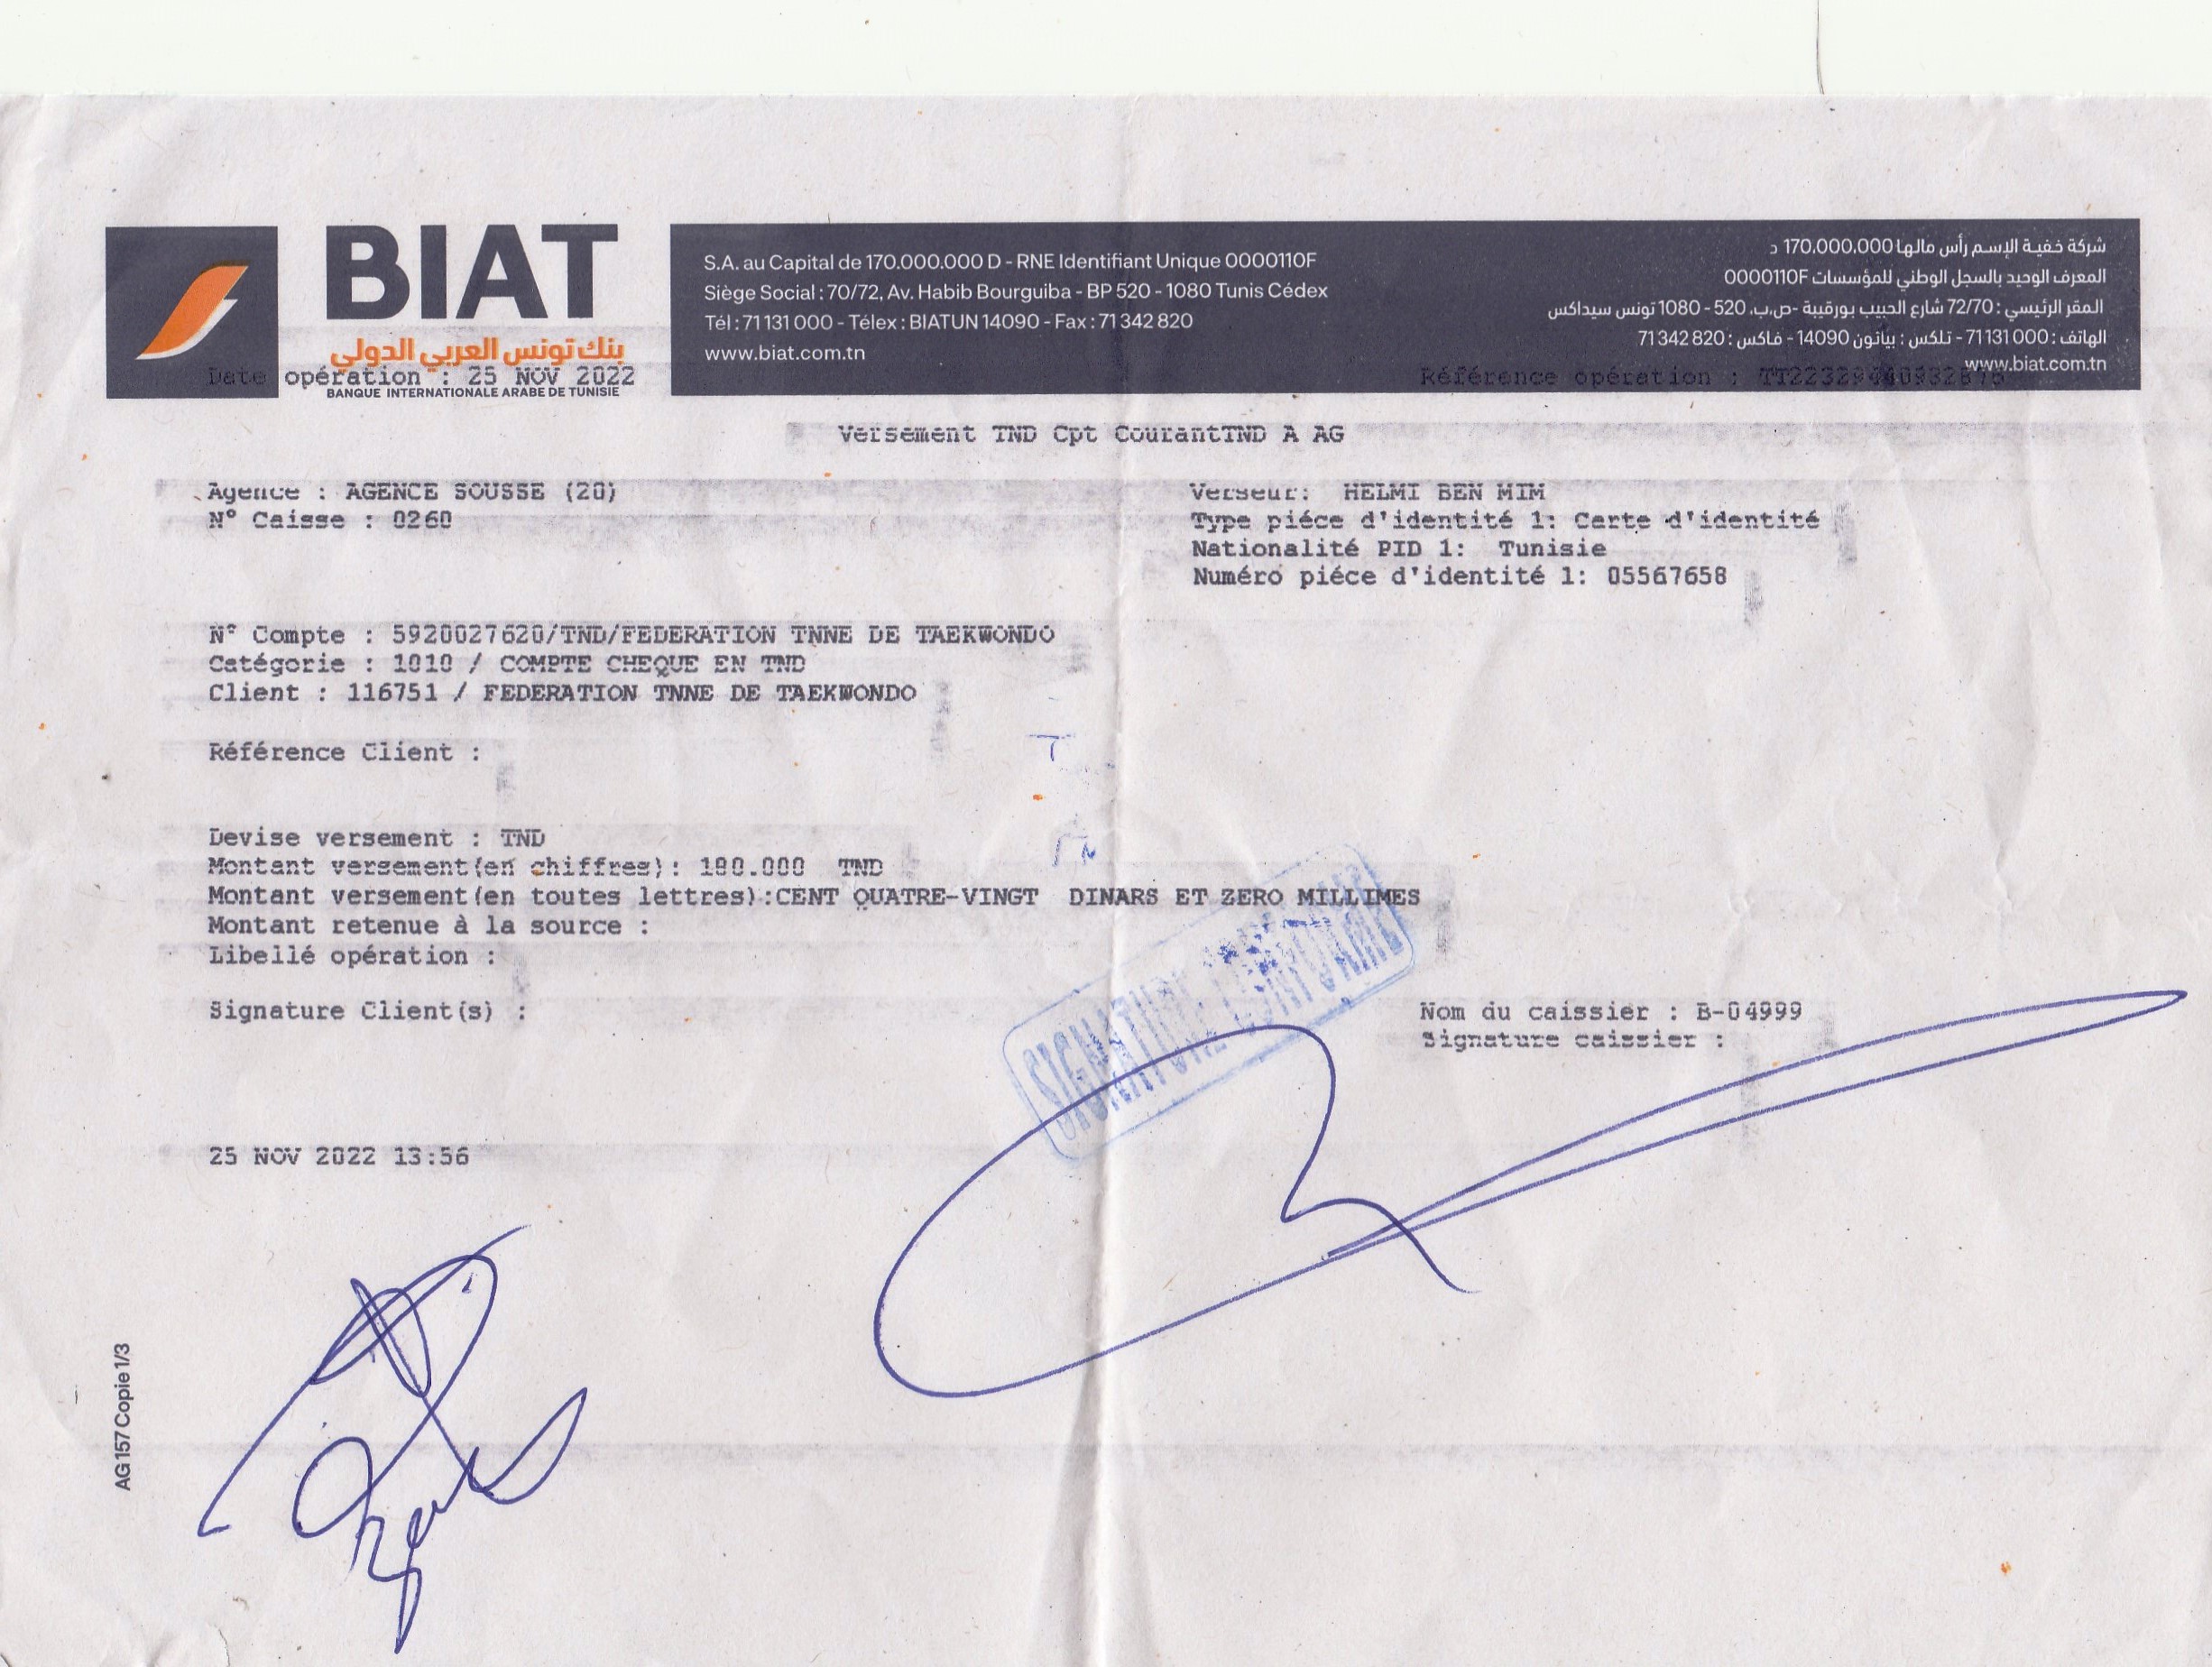 BIAT
بنك تونس العربي الدولي
BANQUE INTERNATIONALE ARABE DE TUNISIE
S.A. au Capital de 170.000.000 D - RNE Identifiant Unique 0000110F
Siège Social : 70/72, Av. Habib Bourguiba - BP 520 - 1080 Tunis Cédex
Tél : 71 131 000 - Télex : BIATUN 14090 - Fax : 71 342 820
www.biat.com.tn
شركة خفية الإسم رأس مالها 170.000.000 د
المعرف الوحيد بالسجل الوطني للمؤسسات 0000110F
المقر الرئيسي : 72/70 شارع الحبيب بورقيبة -ص.ب. 520 - 1080 تونس سيداكس
الهاتف : 71 131 000 - تلكس : بياتون 14090 - فاكس : 71 342 820
www.biat.com.tn
Date opération : 25 NOV 2022
Référence opération :
Versement TND Cpt CourantTND A AG
Agence : AGENCE SOUSSE (20)
N° Caisse : 0260
Verseur: HELMI BEN MIM
Type piéce d'identité 1: Carte d'identité
Nationalité PID 1: Tunisie
Numéro piéce d'identité 1: 05567658
N° Compte : 5920027620/TND/FEDERATION TNNE DE TAEKWONDO
Catégorie : 1010 / COMPTE CHEQUE EN TND
Client : 116751 / FEDERATION TNNE DE TAEKWONDO
Référence Client :
Devise versement : TND
Montant versement(en chiffres): 180.000 TND
Montant versement(en toutes lettres):CENT QUATRE-VINGT DINARS ET ZERO MILLIMES
Montant retenue à la source :
Libellé opération :
Signature Client(s) :
Nom du caissier : B-04999
Signature caissier :
SIGNATURE CONFORME
25 NOV 2022 13:56
AG 157 Copie 1/3